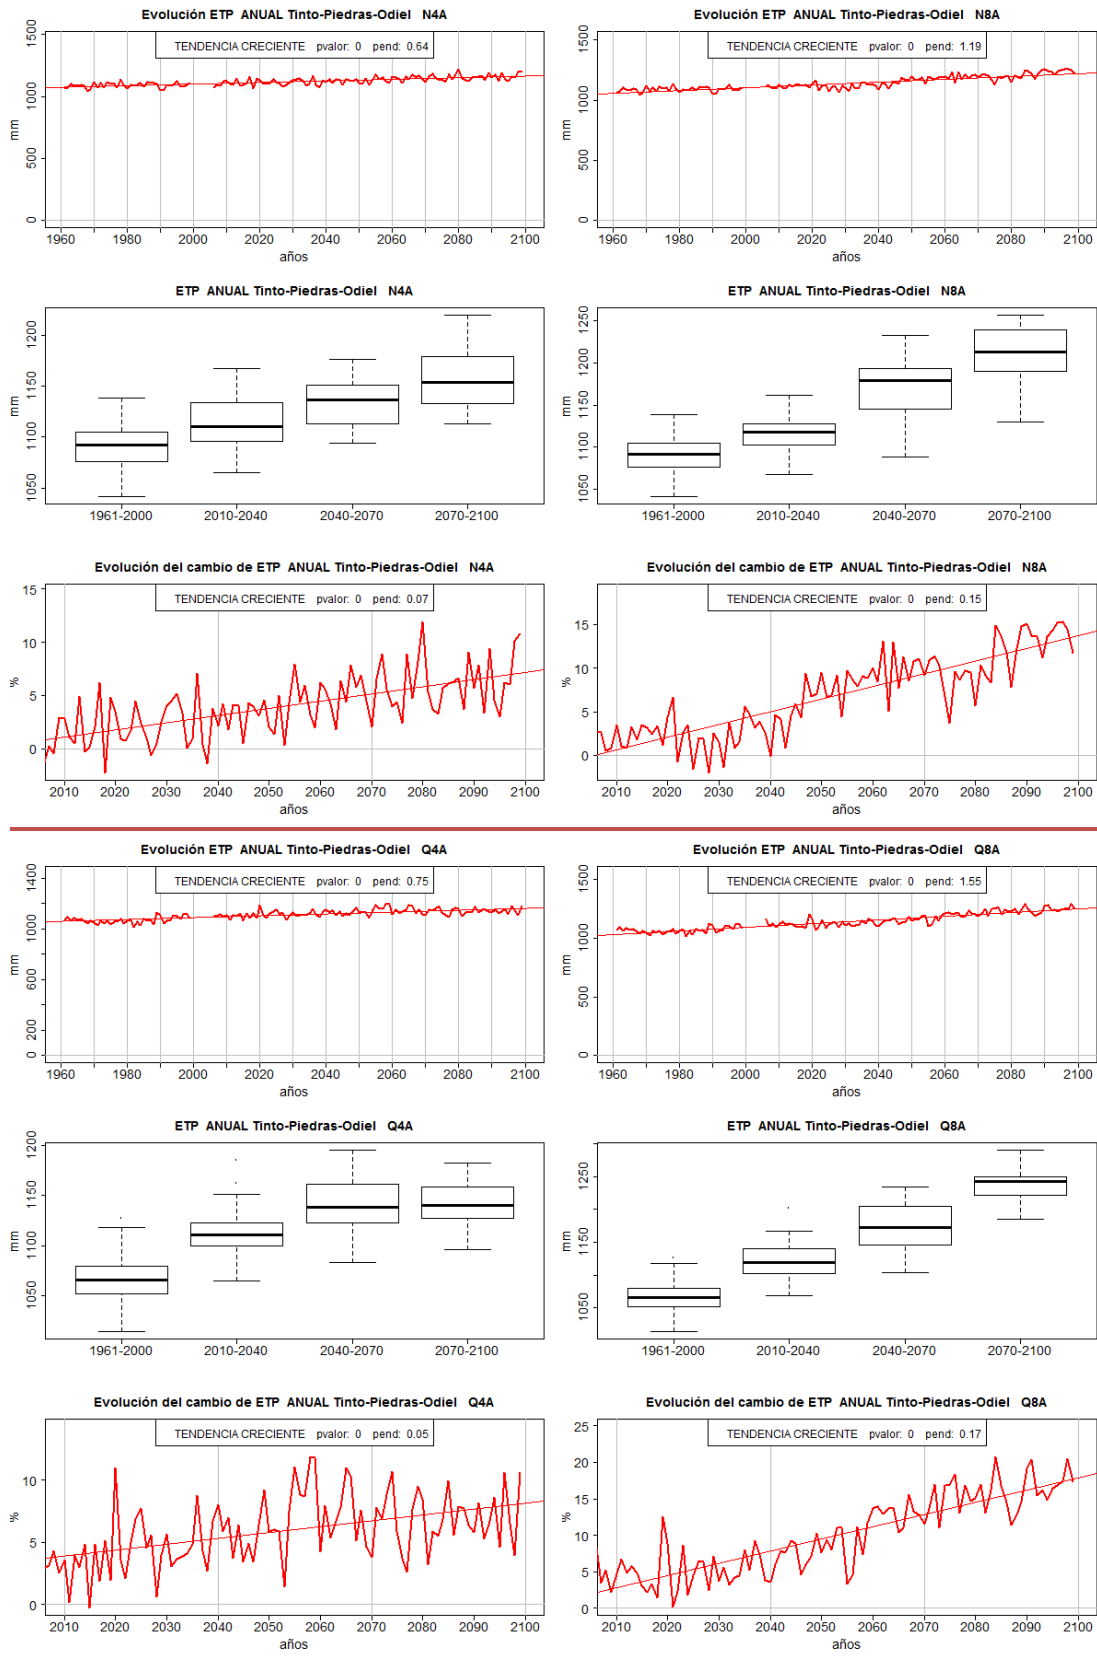 Evolución ETP ANUAL Tinto-Piedras-Odiel N4A
TENDENCIA CRECIENTE pvalor: 0 pend: 0.64
mm
0 500 1000 1500
1960 1980 2000 2020 2040 2060 2080 2100
años
Evolución ETP ANUAL Tinto-Piedras-Odiel N8A
TENDENCIA CRECIENTE pvalor: 0 pend: 1.19
mm
0 500 1000 1500
1960 1980 2000 2020 2040 2060 2080 2100
años
ETP ANUAL Tinto-Piedras-Odiel N4A
mm
1050 1100 1150 1200
1961-2000 2010-2040 2040-2070 2070-2100
ETP ANUAL Tinto-Piedras-Odiel N8A
mm
1050 1100 1150 1200 1250
1961-2000 2010-2040 2040-2070 2070-2100
Evolución del cambio de ETP ANUAL Tinto-Piedras-Odiel N4A
TENDENCIA CRECIENTE pvalor: 0 pend: 0.07
%
15
10
5
0
2010 2020 2030 2040 2050 2060 2070 2080 2090 2100
años
Evolución del cambio de ETP ANUAL Tinto-Piedras-Odiel N8A
TENDENCIA CRECIENTE pvalor: 0 pend: 0.15
%
15
10
5
0
2010 2020 2030 2040 2050 2060 2070 2080 2090 2100
años
Evolución ETP ANUAL Tinto-Piedras-Odiel Q4A
TENDENCIA CRECIENTE pvalor: 0 pend: 0.75
mm
0 200 600 1000 1400
1960 1980 2000 2020 2040 2060 2080 2100
años
Evolución ETP ANUAL Tinto-Piedras-Odiel Q8A
TENDENCIA CRECIENTE pvalor: 0 pend: 1.55
mm
0 500 1000 1500
1960 1980 2000 2020 2040 2060 2080 2100
años
ETP ANUAL Tinto-Piedras-Odiel Q4A
mm
1050 1100 1150 1200
1961-2000 2010-2040 2040-2070 2070-2100
ETP ANUAL Tinto-Piedras-Odiel Q8A
mm
1050 1150 1250
1961-2000 2010-2040 2040-2070 2070-2100
Evolución del cambio de ETP ANUAL Tinto-Piedras-Odiel Q4A
TENDENCIA CRECIENTE pvalor: 0 pend: 0.05
%
10
5
0
2010 2020 2030 2040 2050 2060 2070 2080 2090 2100
años
Evolución del cambio de ETP ANUAL Tinto-Piedras-Odiel Q8A
TENDENCIA CRECIENTE pvalor: 0 pend: 0.17
%
25
20
15
10
5
0
2010 2020 2030 2040 2050 2060 2070 2080 2090 2100
años